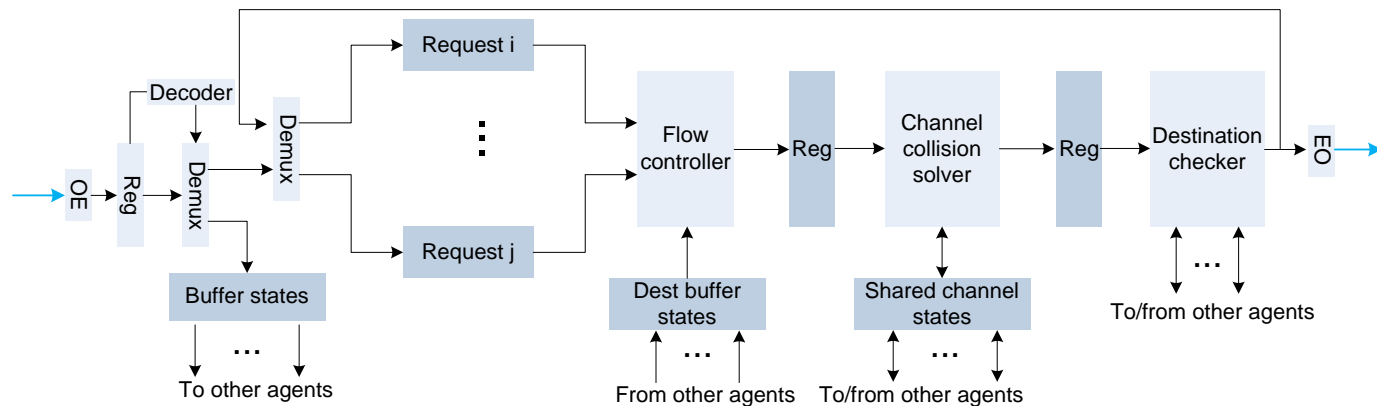 Request i
Decoder
OE
Reg
Demux
Demux
...
Flow
controller
Reg
Channel
collision
solver
Reg
Destination
checker
EO
Request j
Buffer states
Dest buffer
states
Shared channel
states
...
To/from other agents
...
To other agents
...
From other agents
...
To/from other agents